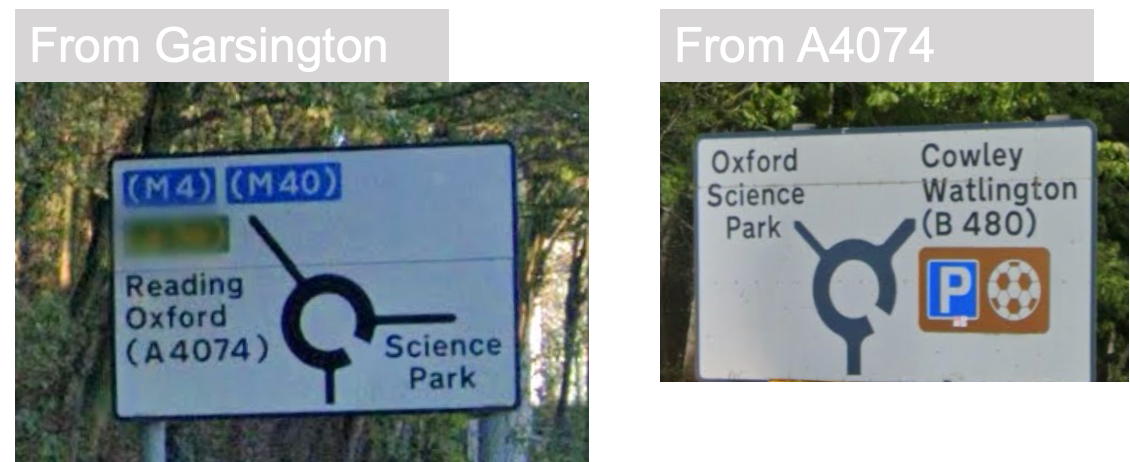 From Garsington
(M4) (M40)
Reading
Oxford
(A4074)
Science
Park
From A4074
Oxford
Science
Park
Cowley
Watlington
(B 480)
P